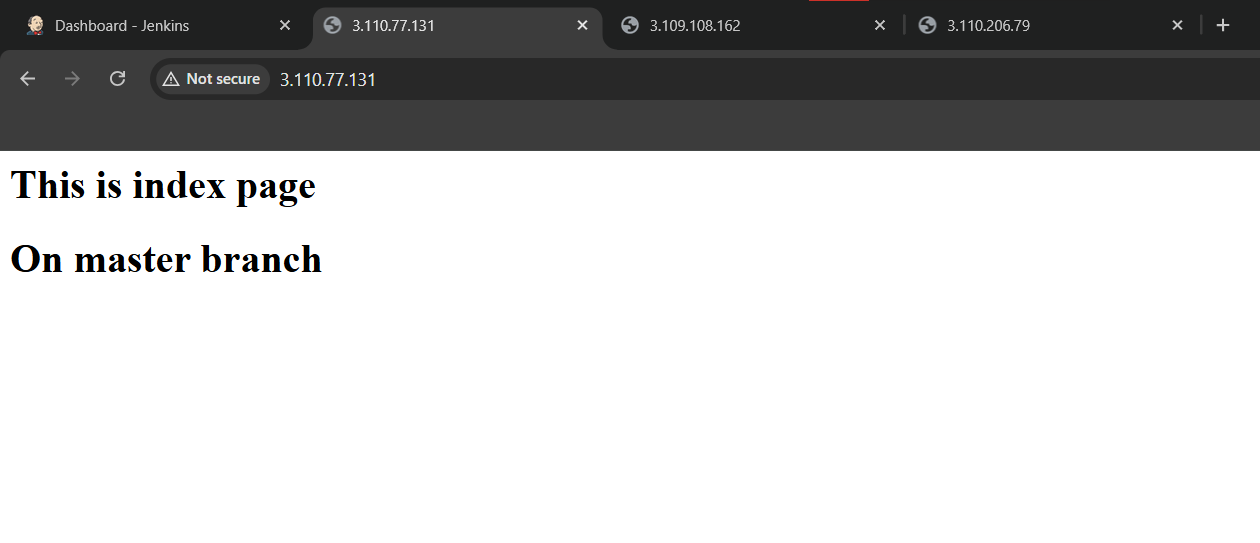 Dashboard - Jenkins
3.110.77.131
3.109.108.162
3.110.206.79
Not secure
3.110.77.131
This is index page
On master branch